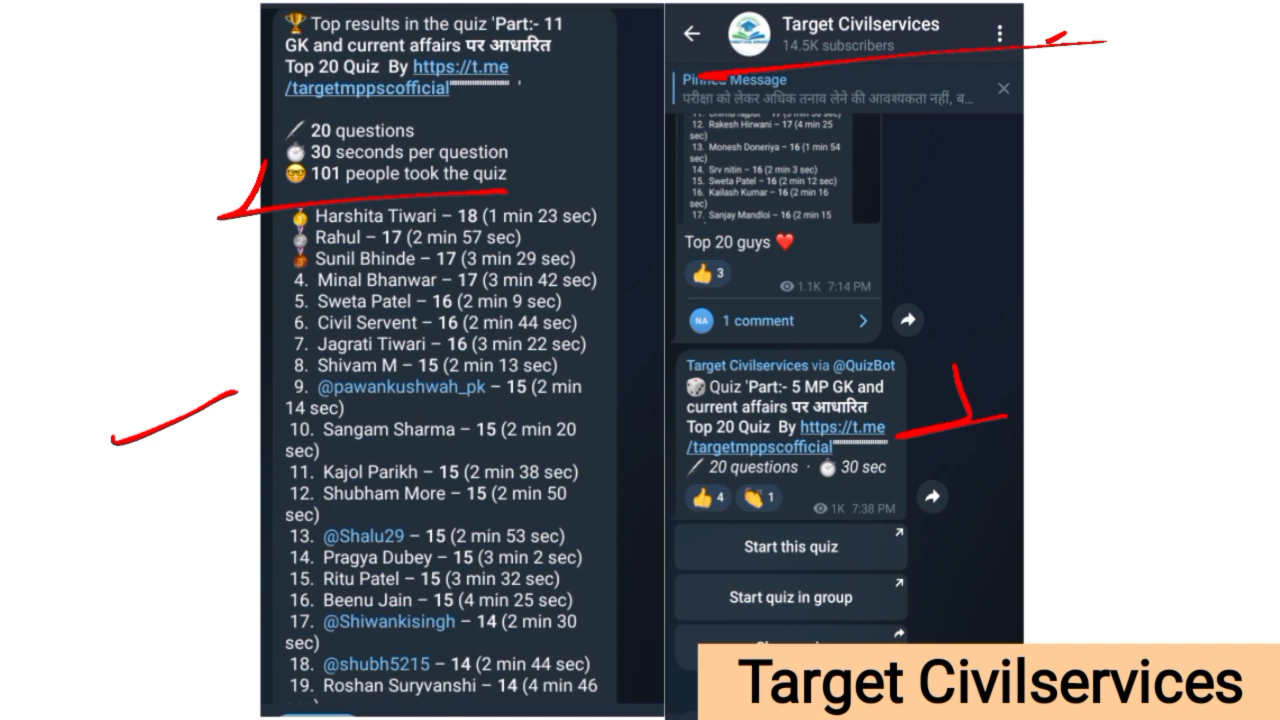 🏆 Top results in the quiz 'Part:- 11
GK and current affairs पर आधारित
Top 20 Quiz By https://t.me
/targetmppscofficial
20 questions
30 seconds per question
101 people took the quiz
Harshita Tiwari – 18 (1 min 23 sec)
Rahul – 17 (2 min 57 sec)
Sunil Bhinde – 17 (3 min 29 sec)
4. Minal Bhanwar – 17 (3 min 42 sec)
5. Sweta Patel – 16 (2 min 9 sec)
6. Civil Servent – 16 (2 min 44 sec)
7. Jagrati Tiwari – 16 (3 min 22 sec)
8. Shivam M – 15 (2 min 13 sec)
9. @pawankushwah_pk – 15 (2 min
14 sec)
10. Sangam Sharma – 15 (2 min 20
sec)
11. Kajol Parikh – 15 (2 min 38 sec)
12. Shubham More – 15 (2 min 50
sec)
13. @Shalu29 – 15 (2 min 53 sec)
14. Pragya Dubey – 15 (3 min 2 sec)
15. Ritu Patel – 15 (3 min 32 sec)
16. Beenu Jain – 15 (4 min 25 sec)
17. @Shiwankisingh – 14 (2 min 30
sec)
18. @shubh5215 – 14 (2 min 44 sec)
19. Roshan Suryvanshi – 14 (4 min 46
Target Civilservices
14.5K subscribers
Pinned Message
परीक्षा को लेकर अधिक तनाव लेने की आवश्यकता नहीं, ब...
12. Rakesh Hirwani – 17 (4 min 25
sec)
13. Monesh Doneriya – 16 (1 min 54
sec)
14. Srv nitin – 16 (2 min 3 sec)
15. Sweta Patel – 16 (2 min 12 sec)
16. Kailash Kumar – 16 (2 min 16
sec)
17. Sanjay Mandloi – 16 (2 min 15
Top 20 guys ❤️
👍 3
1.1K 7:14 PM
NA 1 comment
Target Civilservices via @QuizBot
🎲 Quiz 'Part:- 5 MP GK and
current affairs पर आधारित
Top 20 Quiz By https://t.me
/targetmppscofficial
20 questions · 30 sec
👍 4 👏 1
1K 7:38 PM
Start this quiz
Start quiz in group
Target Civilservices